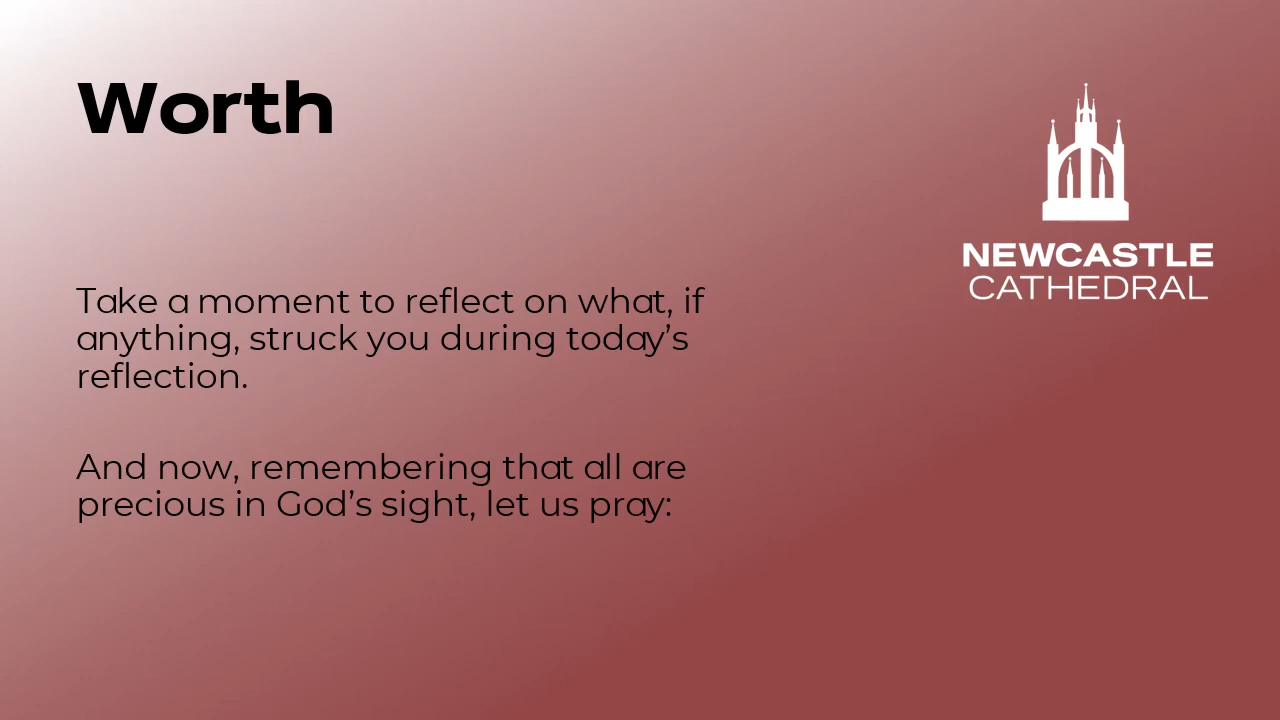 Worth
NEWCASTLE
CATHEDRAL
Take a moment to reflect on what, if
anything, struck you during today’s
reflection.
And now, remembering that all are
precious in God’s sight, let us pray: